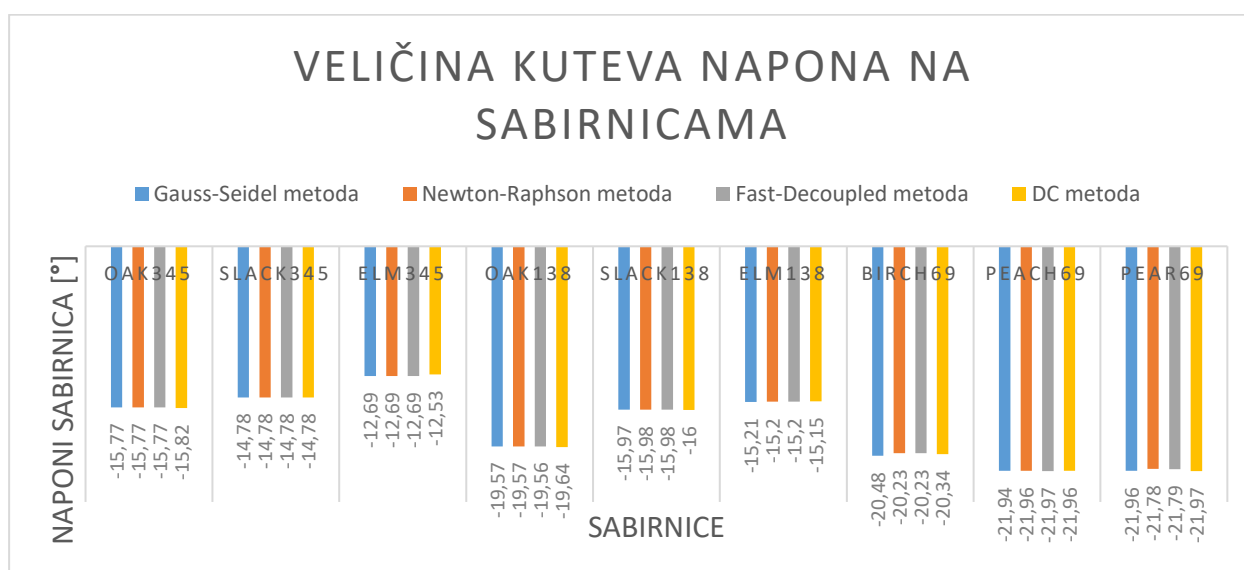 VELIČINA KUTEVA NAPONA NA
SABIRNICAMA
Gauss-Seidel metoda Newton-Raphson metoda Fast-Decoupled metoda DC metoda
NAPONI SABIRNICA [°]
OAK345 SLACK345 ELM345 OAK138 SLACK138 ELM138 BIRCH69 PEACH69 PEAR69
-15,77 -15,77 -15,77 -15,82
-14,78 -14,78 -14,78 -14,78
-12,69 -12,69 -12,69 -12,53
-19,57 -19,57 -19,56 -19,64
-15,97 -15,98 -15,98 -16
-15,21 -15,2 -15,2 -15,15
-20,48 -20,23 -20,23 -20,34
-21,94 -21,96 -21,97 -21,96
-21,96 -21,78 -21,79 -21,97
SABIRNICE